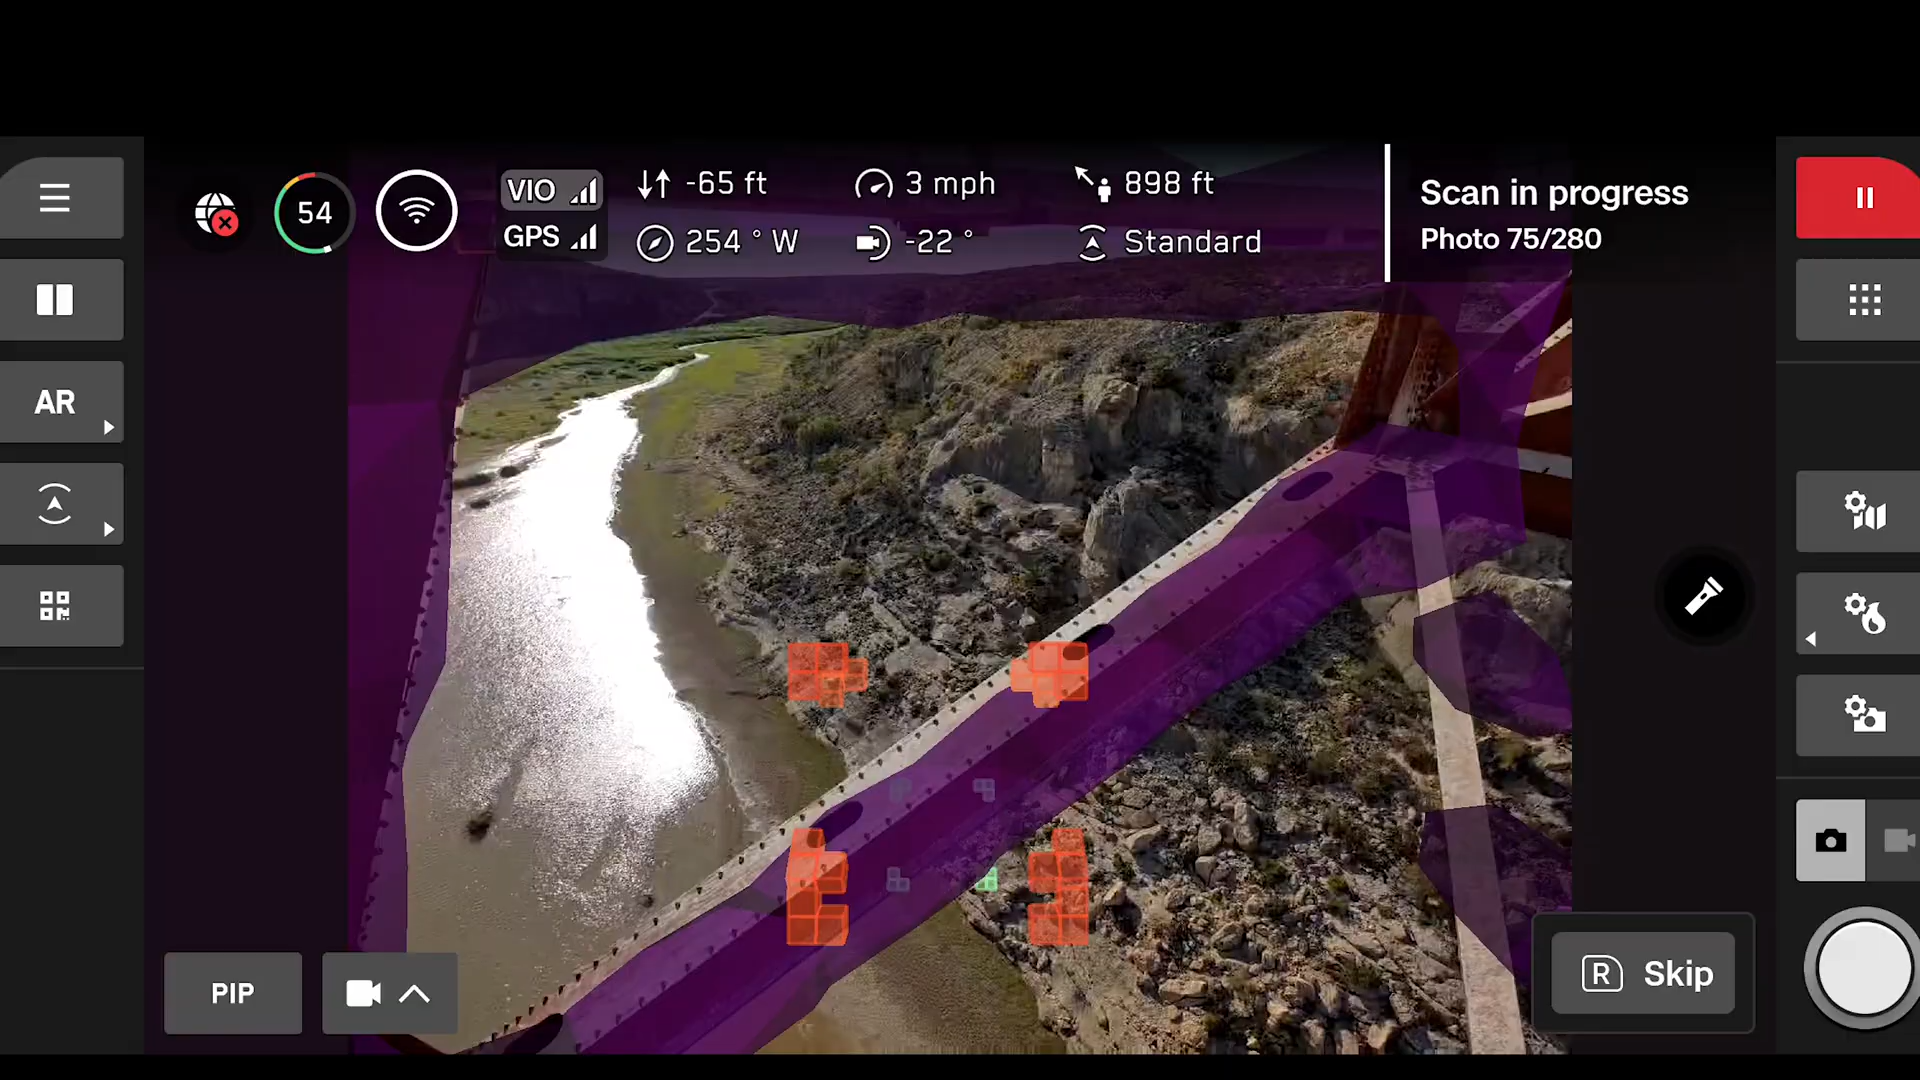 54
VIO
GPS
-65 ft
3 mph
898 ft
254 ° W
-22 °
Standard
Scan in progress
Photo 75/280
AR
PIP
R Skip